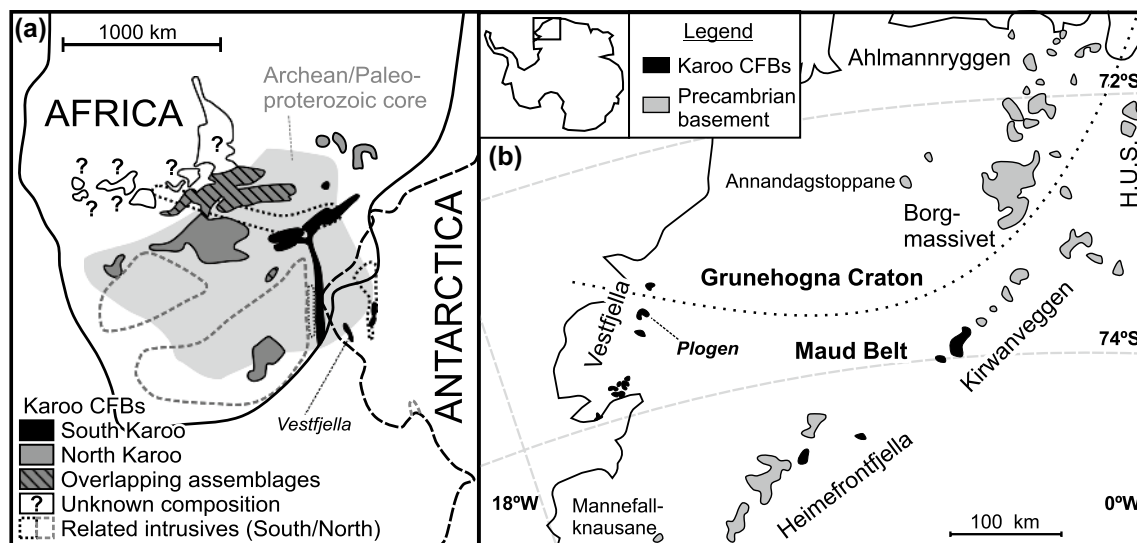 (a)
1000 km
AFRICA
Archean/Paleo-
proterozoic core
?
?
?
?
?
?
?
ANTARCTICA
Vestfjella
Karoo CFBs
South Karoo
North Karoo
Overlapping assemblages
? Unknown composition
Related intrusives (South/North)
Legend
Karoo CFBs
Precambrian
basement
(b)
Ahlmannryggen
72ºS
H.U.S.
Annandagstoppane
Borg-
massivet
Grunehogna Craton
Vestfjella
Plogen
Maud Belt
74ºS
Kirwanveggen
Heimefrontfjella
18ºW
Mannefall-
knausane
0ºW
100 km